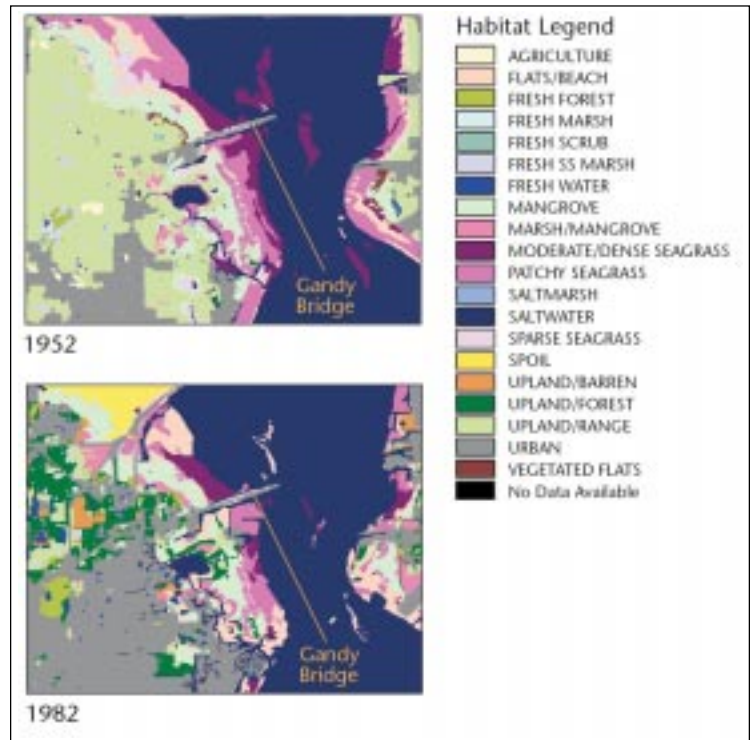 Gandy
Bridge
1952
Gandy
Bridge
1982
Habitat Legend
AGRICULTURE
FLATS/BEACH
FRESH FOREST
FRESH MARSH
FRESH SCRUB
FRESH SS MARSH
FRESH WATER
MANGROVE
MARSH/MANGROVE
MODERATE/DENSE SEAGRASS
PATCHY SEAGRASS
SALTMARSH
SALTWATER
SPARSE SEAGRASS
SPOIL
UPLAND/BARREN
UPLAND/FOREST
UPLAND/RANGE
URBAN
VEGETATED FLATS
No Data Available